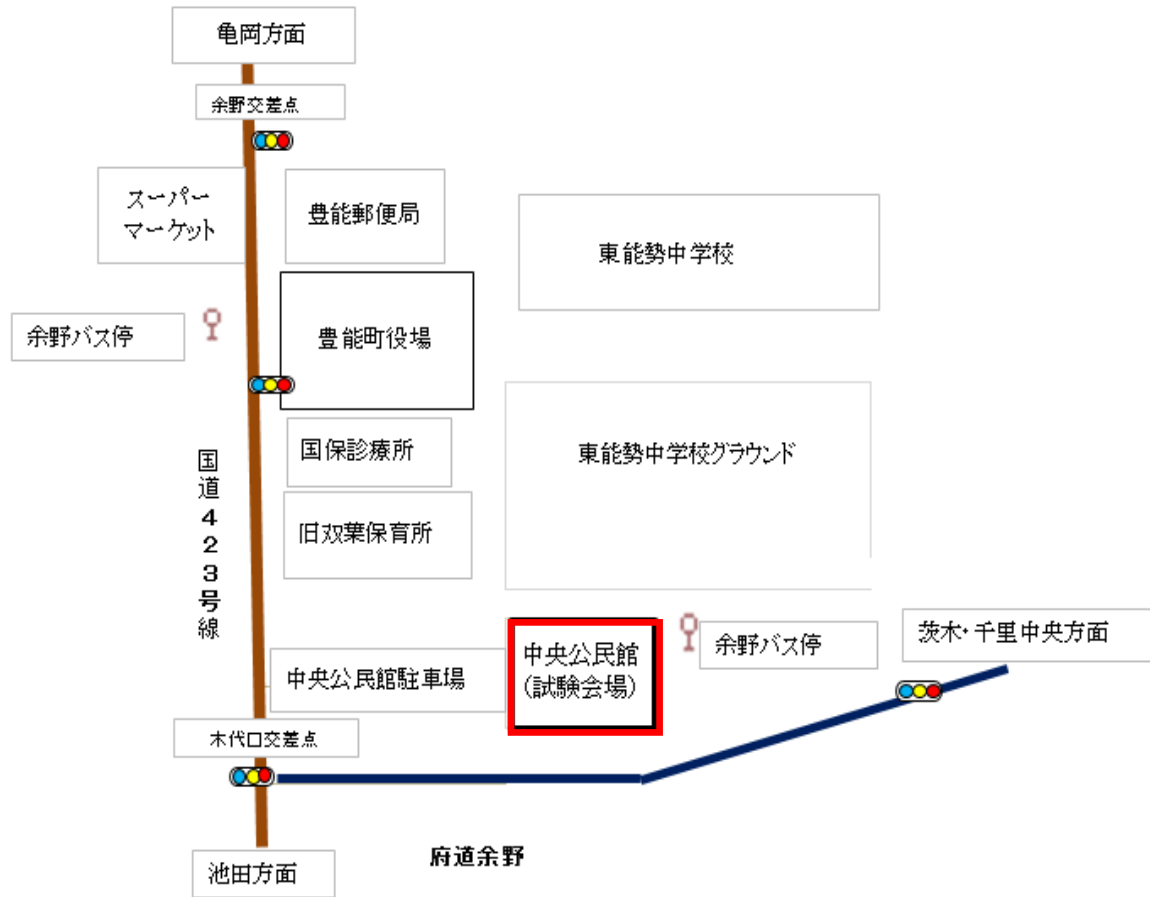 亀岡方面
余野交差点
スーパー
マーケット
豊能郵便局
東能勢中学校
余野バス停
豊能町役場
国保診療所
東能勢中学校グラウンド
国道423号線
旧双葉保育所
中央公民館
(試験会場)
余野バス停
茨木・千里中央方面
中央公民館駐車場
木代口交差点
府道余野
池田方面